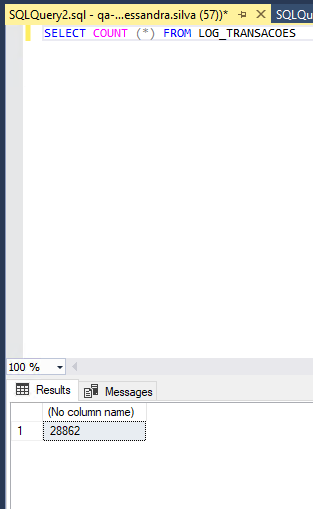 SQLQuery2.sql - qa-...essandra.silva (57))*
SQLQu
SELECT COUNT (*) FROM LOG_TRANSACOES
100 %
Results
Messages
(No column name)
1
28862